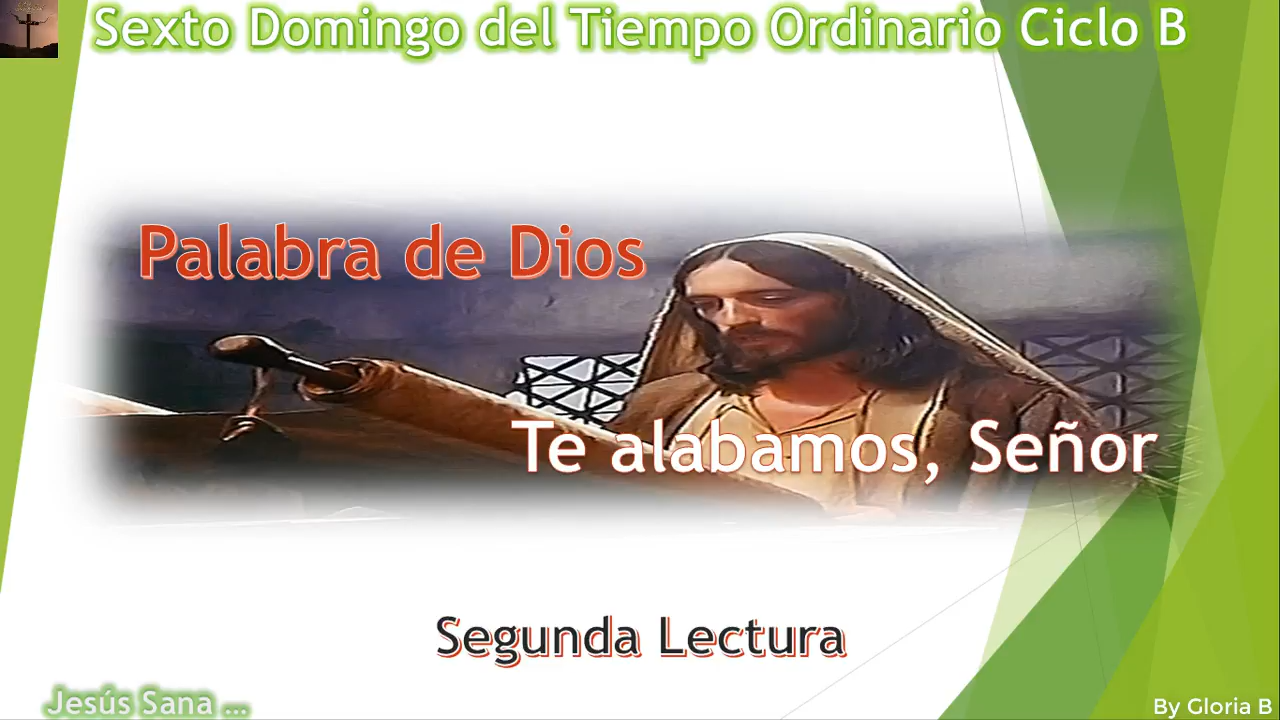 Sexto Domingo del Tiempo Ordinario Ciclo B
Palabra de Dios
Te alabamos, Señor
Segunda Lectura
Jesús Sana ...
By Gloria B